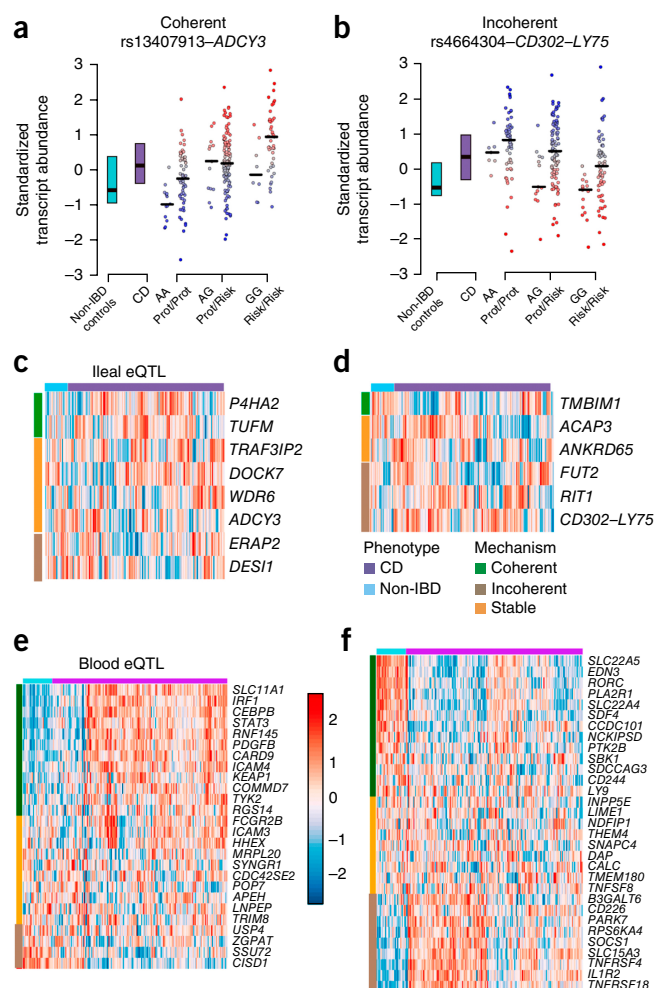 a
Coherent
rs13407913–ADCY3
Standardized
transcript abundance
3
2
1
0
–1
–2
–3
Non-IBD
controls
CD
AA
Prot/Prot
AG
Prot/Risk
GG
Risk/Risk
b
Incoherent
rs4664304–CD302–LY75
Standardized
transcript abundance
3
2
1
0
–1
–2
–3
Non-IBD
controls
CD
AA
Prot/Prot
AG
Prot/Risk
GG
Risk/Risk
c
Ileal eQTL
P4HA2
TUFM
TRAF3IP2
DOCK7
WDR6
ADCY3
ERAP2
DESI1
d
TMBIM1
ACAP3
ANKRD65
FUT2
RIT1
CD302–LY75
Phenotype
CD
Non-IBD
Mechanism
Coherent
Incoherent
Stable
e
Blood eQTL
SLC11A1
IRF1
CEBPB
STAT3
RNF145
PDGFB
CARD9
ICAM4
KEAP1
COMMD7
TYK2
RGS14
FCGR2B
ICAM3
HHEX
MRPL20
SYNGR1
CDC42SE2
POP7
APEH
LNPEP
TRIM8
USP4
ZGPAT
SSU72
CISD1
2
1
0
–1
–2
f
SLC22A5
EDN3
RORC
PLA2R1
SLC22A4
SDF4
CCDC101
NCKIPSD
PTK2B
SBK1
SDCCAG3
CD244
LY9
INPP5E
LIME1
NDFIP1
THEM4
SNAPC4
DAP
CALC
TMEM180
TNFSF8
B3GALT6
CD226
PARK7
RPS6KA4
SOCS1
SLC15A3
TNFRSF4
IL1R2
TNFRSF18